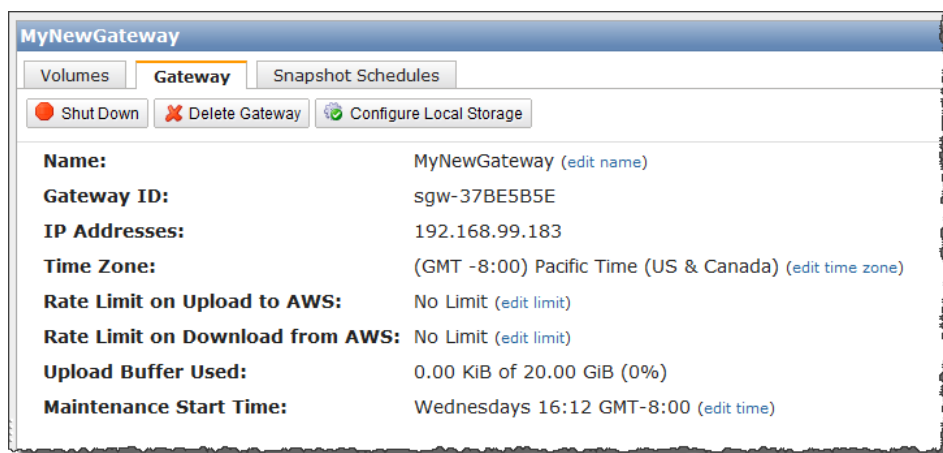 MyNewGateway
Volumes Gateway Snapshot Schedules
Shut Down Delete Gateway Configure Local Storage
Name: MyNewGateway (edit name)
Gateway ID: sgw-37BE5B5E
IP Addresses: 192.168.99.183
Time Zone: (GMT -8:00) Pacific Time (US & Canada) (edit time zone)
Rate Limit on Upload to AWS: No Limit (edit limit)
Rate Limit on Download from AWS: No Limit (edit limit)
Upload Buffer Used: 0.00 KiB of 20.00 GiB (0%)
Maintenance Start Time: Wednesdays 16:12 GMT-8:00 (edit time)